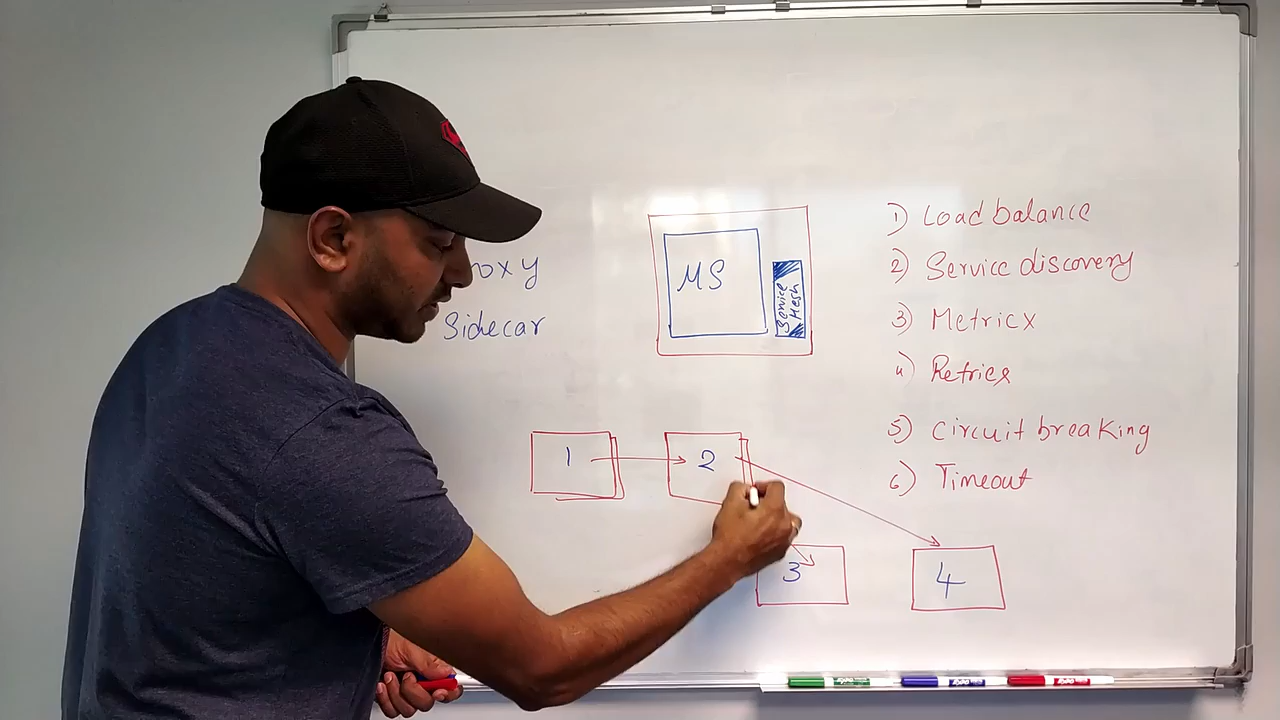 Sidecar
MS
Service
Mesh
1) Load balance
2) Service discovery
3) Metricx
4) Retries
5) Circuit breaking
6) Timeout
1
2
3
4